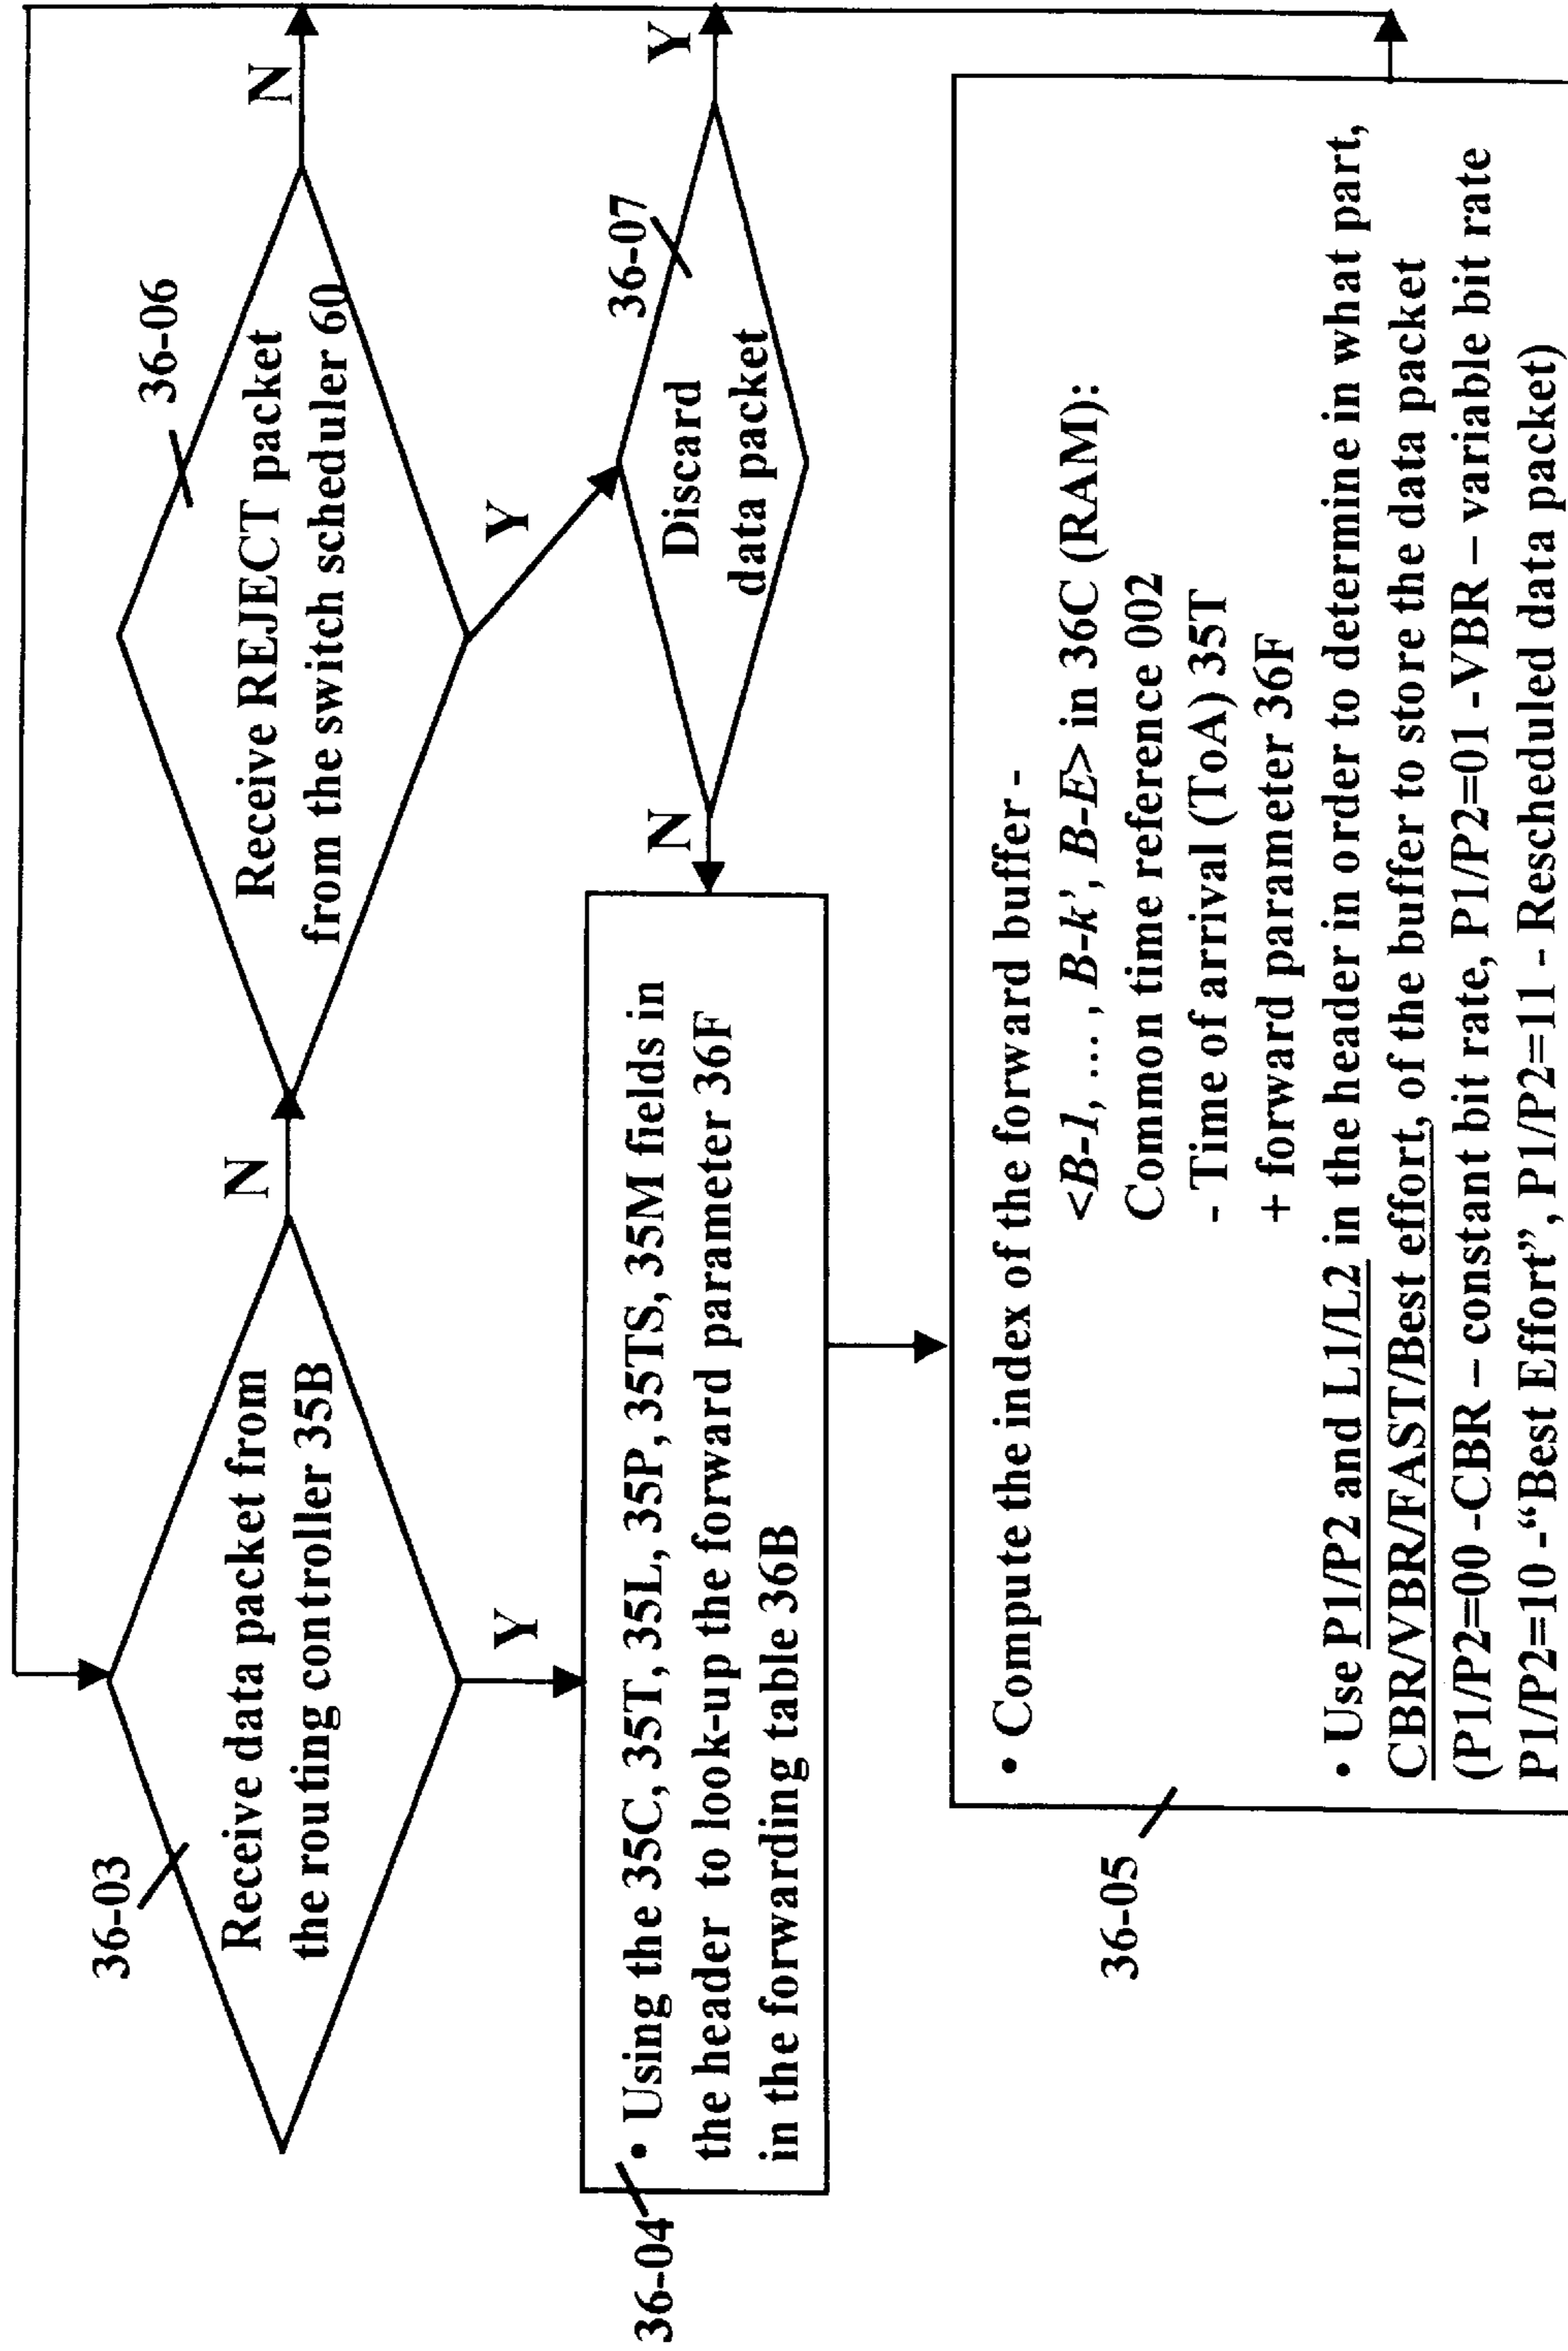 36-03
Receive data packet from
the routing controller 35B
N
Y
36-06
Receive REJECT packet
from the switch scheduler 60
N
Y
36-07
Discard
data packet
Y
N
36-04
• Using the 35C, 35T, 35L, 35P, 35TS, 35M fields in
the header to look-up the forward parameter 36F
in the forwarding table 36B
36-05
• Compute the index of the forward buffer -
<B-1, ... , B-k’, B-E> in 36C (RAM):
Common time reference 002
- Time of arrival (ToA) 35T
+ forward parameter 36F
• Use P1/P2 and L1/L2 in the header in order to determine in what part,
CBR/VBR/FAST/Best effort, of the buffer to store the data packet
(P1/P2=00 -CBR – constant bit rate, P1/P2=01 -VBR – variable bit rate
P1/P2=10 -“Best Effort”, P1/P2=11 - Rescheduled data packet)